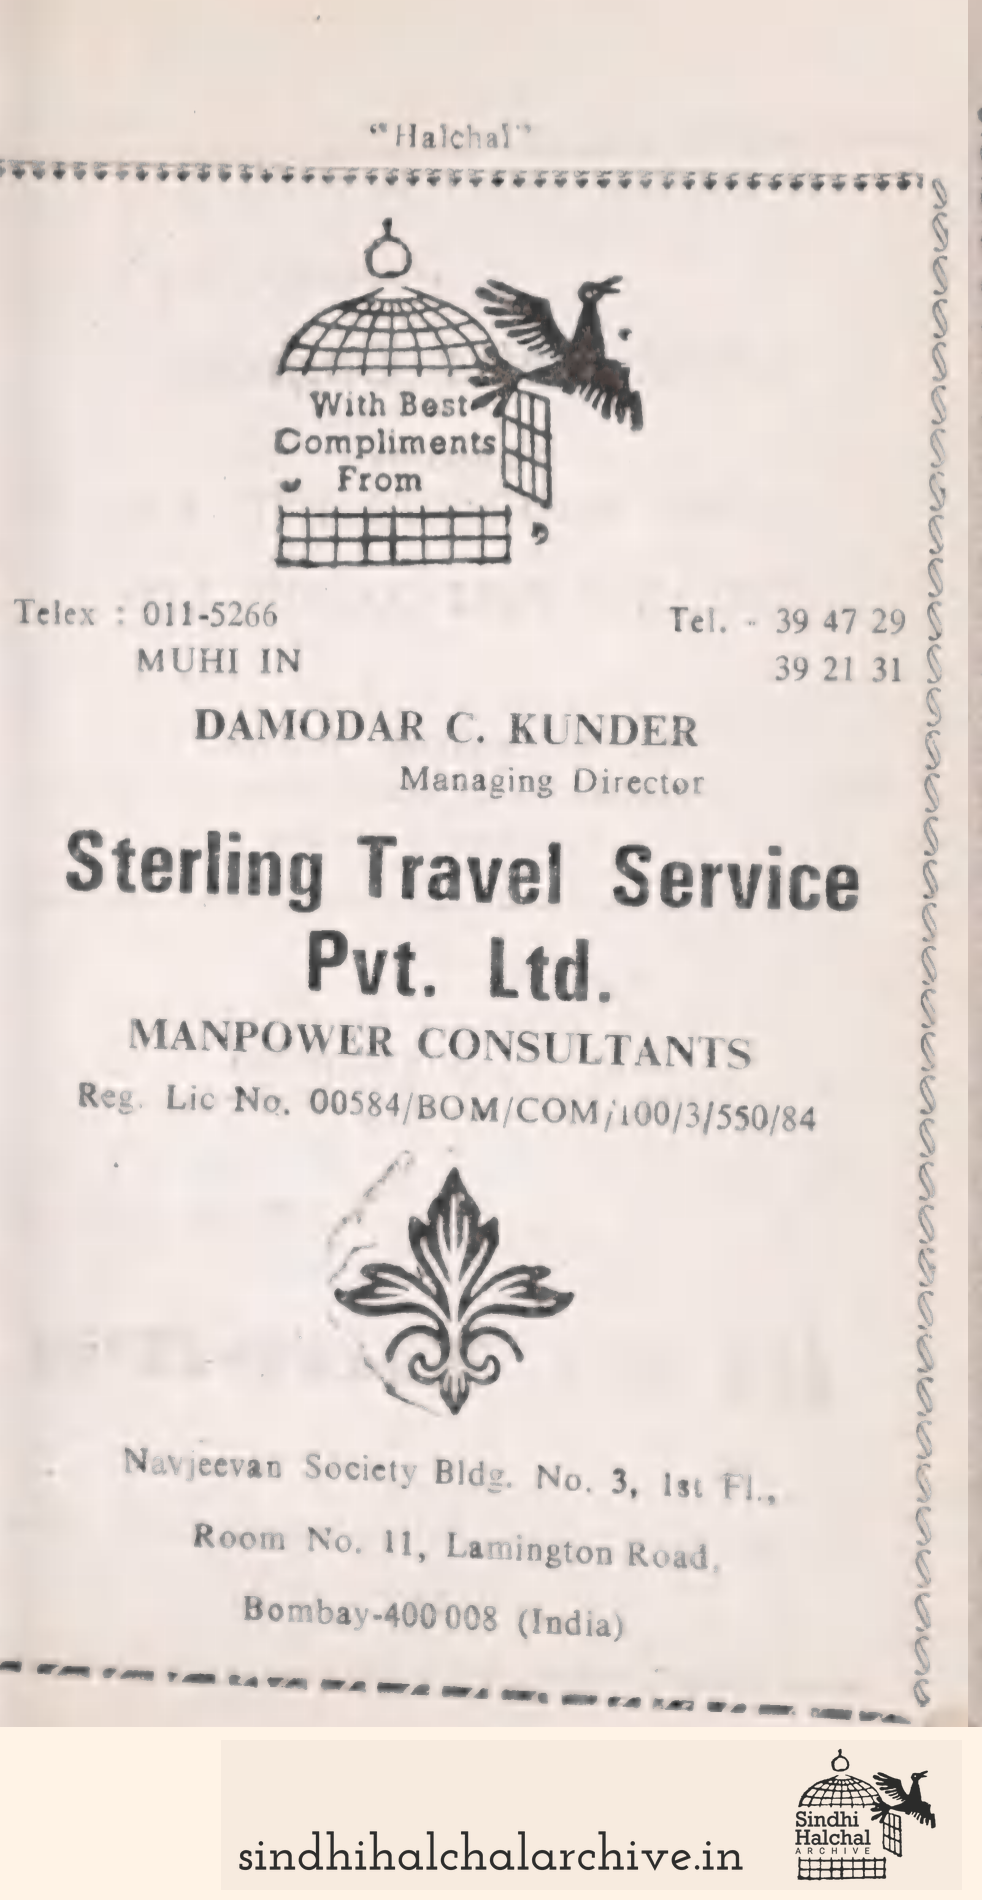 "Halchal"
With Best
Compliments
From
Telex : 011-5266
MUHI IN
Tel. - 39 47 29
39 21 31
DAMODAR C. KUNDER
Managing Director
Sterling Travel Service
Pvt. Ltd.
MANPOWER CONSULTANTS
Reg. Lic No. 00584/BOM/COM/100/3/550/84
Navjeevan Society Bldg. No. 3, 1st Fl.,
Room No. 11, Lamington Road,
Bombay-400 008 (India)
sindhihalchalarchive.in
Sindhi
Halchal
ARCHIVE